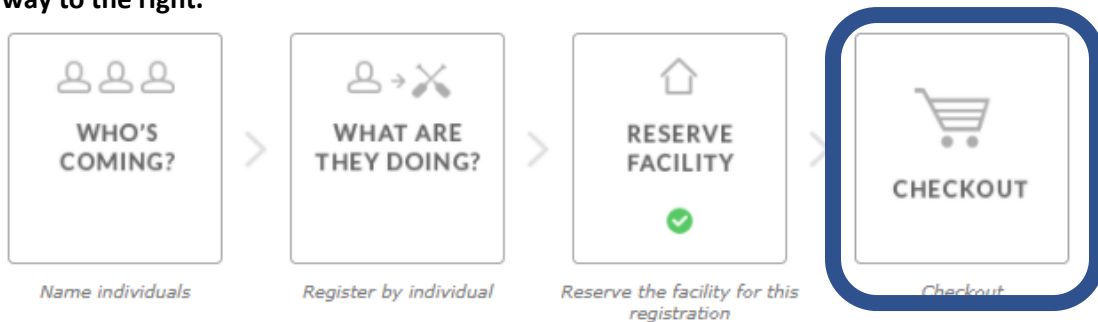 way to the right.
WHO'S
COMING?
WHAT ARE
THEY DOING?
RESERVE
FACILITY
CHECKOUT
Name individuals
Register by individual
Reserve the facility for this
registration
Checkout